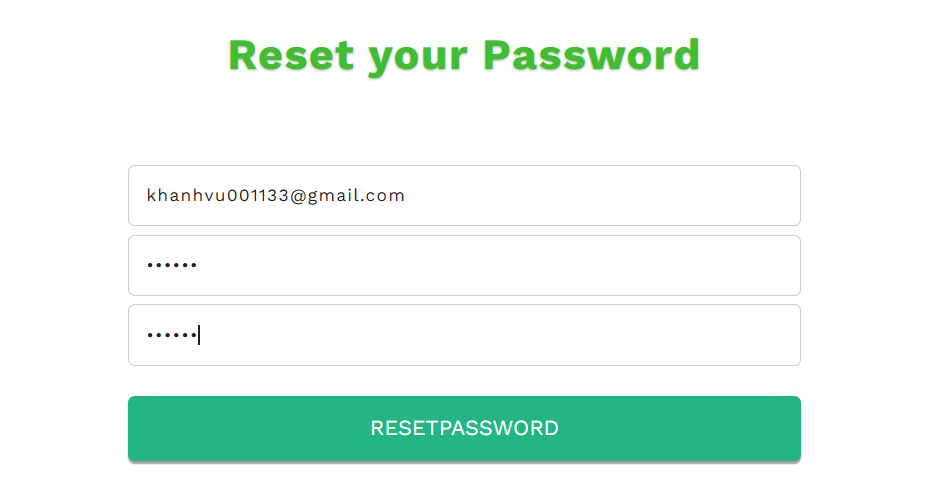 Reset your Password
khanhvu001133@gmail.com
••••••
••••••
RESETPASSWORD